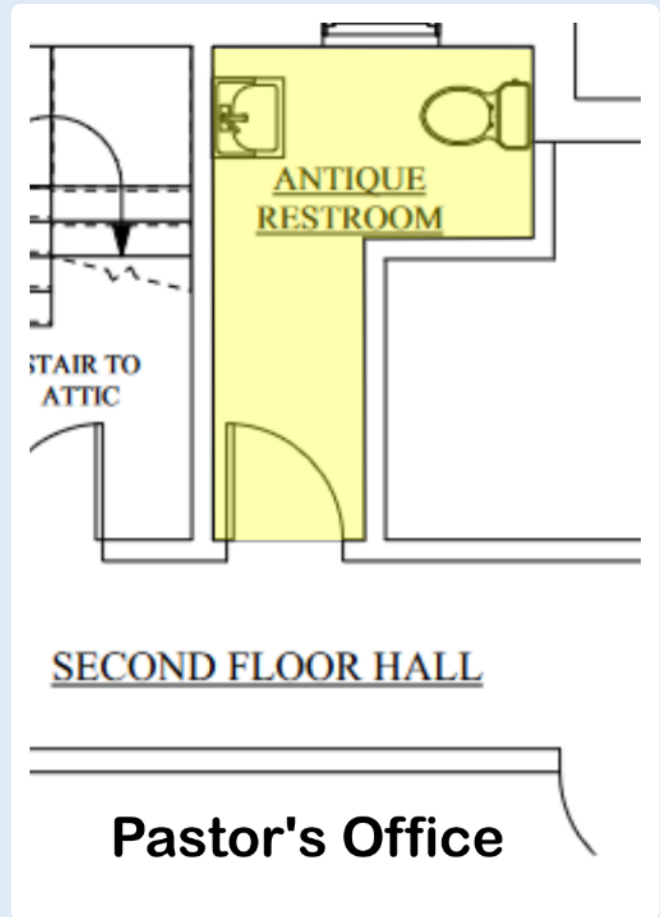 ANTIQUE
RESTROOM
STAIR TO
ATTIC
SECOND FLOOR HALL
Pastor's Office